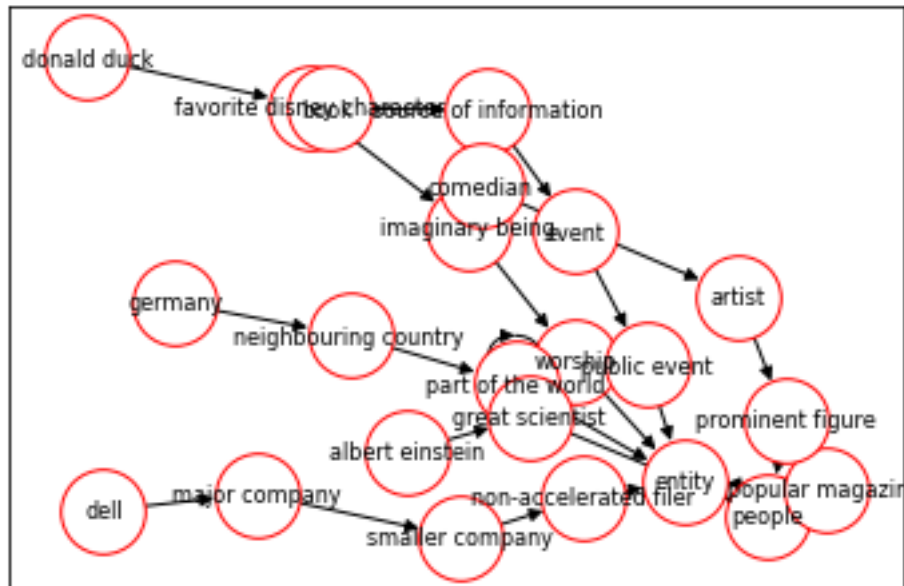 donald duck
favorite disney character
book
source of information
comedian
imaginary being
event
artist
germany
neighbouring country
worship
public event
part of the world
great scientist
prominent figure
albert einstein
entity
popular magazin
major company
non-accelerated filer
dell
people
smaller company